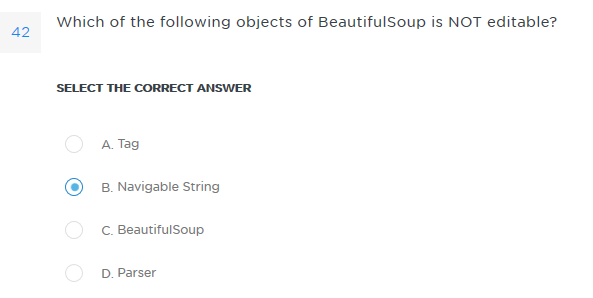 Which of the following objects of BeautifulSoup is NOT editable?
42
SELECT THE CORRECT ANSWER
A. Tag
B. Navigable String
C. BeautifulSoup
D. Parser